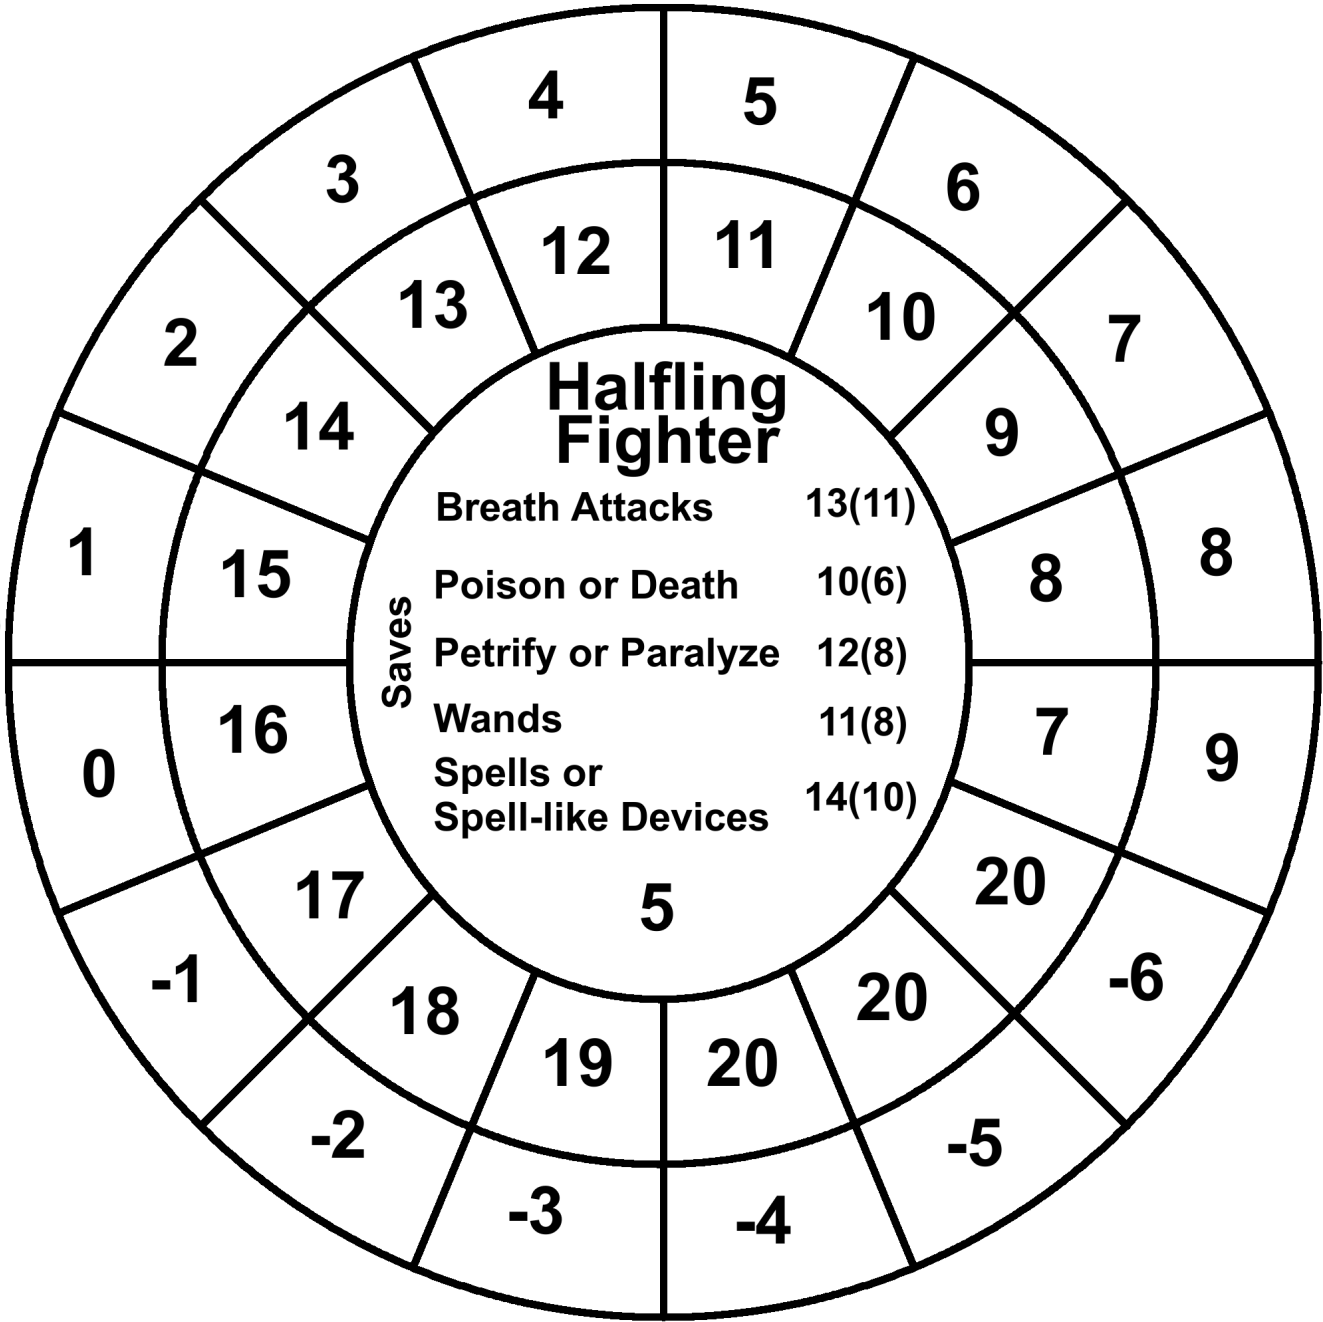 4 5
3 6
2 7
1 8
0 9
-1 -6
-2 -5
-3 -4
12 11
13 10
14 9
15 8
16 7
17 20
18 20
19 20
Halfling
Fighter
Saves
Breath Attacks 13(11)
Poison or Death 10(6)
Petrify or Paralyze 12(8)
Wands 11(8)
Spells or
Spell-like Devices 14(10)
5